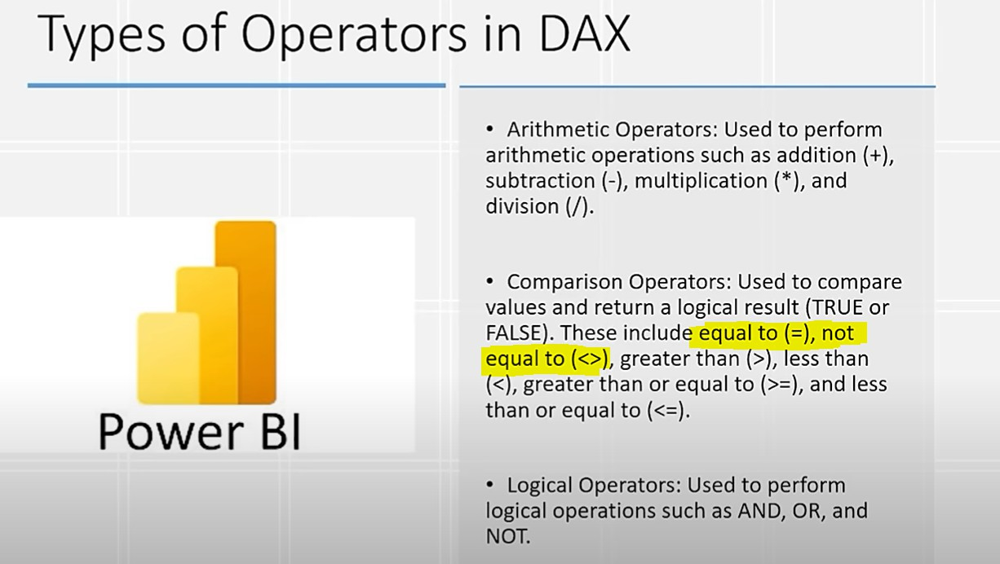 Types of Operators in DAX
Power BI
• Arithmetic Operators: Used to perform
arithmetic operations such as addition (+),
subtraction (-), multiplication (*), and
division (/).
• Comparison Operators: Used to compare
values and return a logical result (TRUE or
FALSE). These include equal to (=), not
equal to (<>), greater than (>), less than
(<), greater than or equal to (>=), and less
than or equal to (<=).
• Logical Operators: Used to perform
logical operations such as AND, OR, and
NOT.